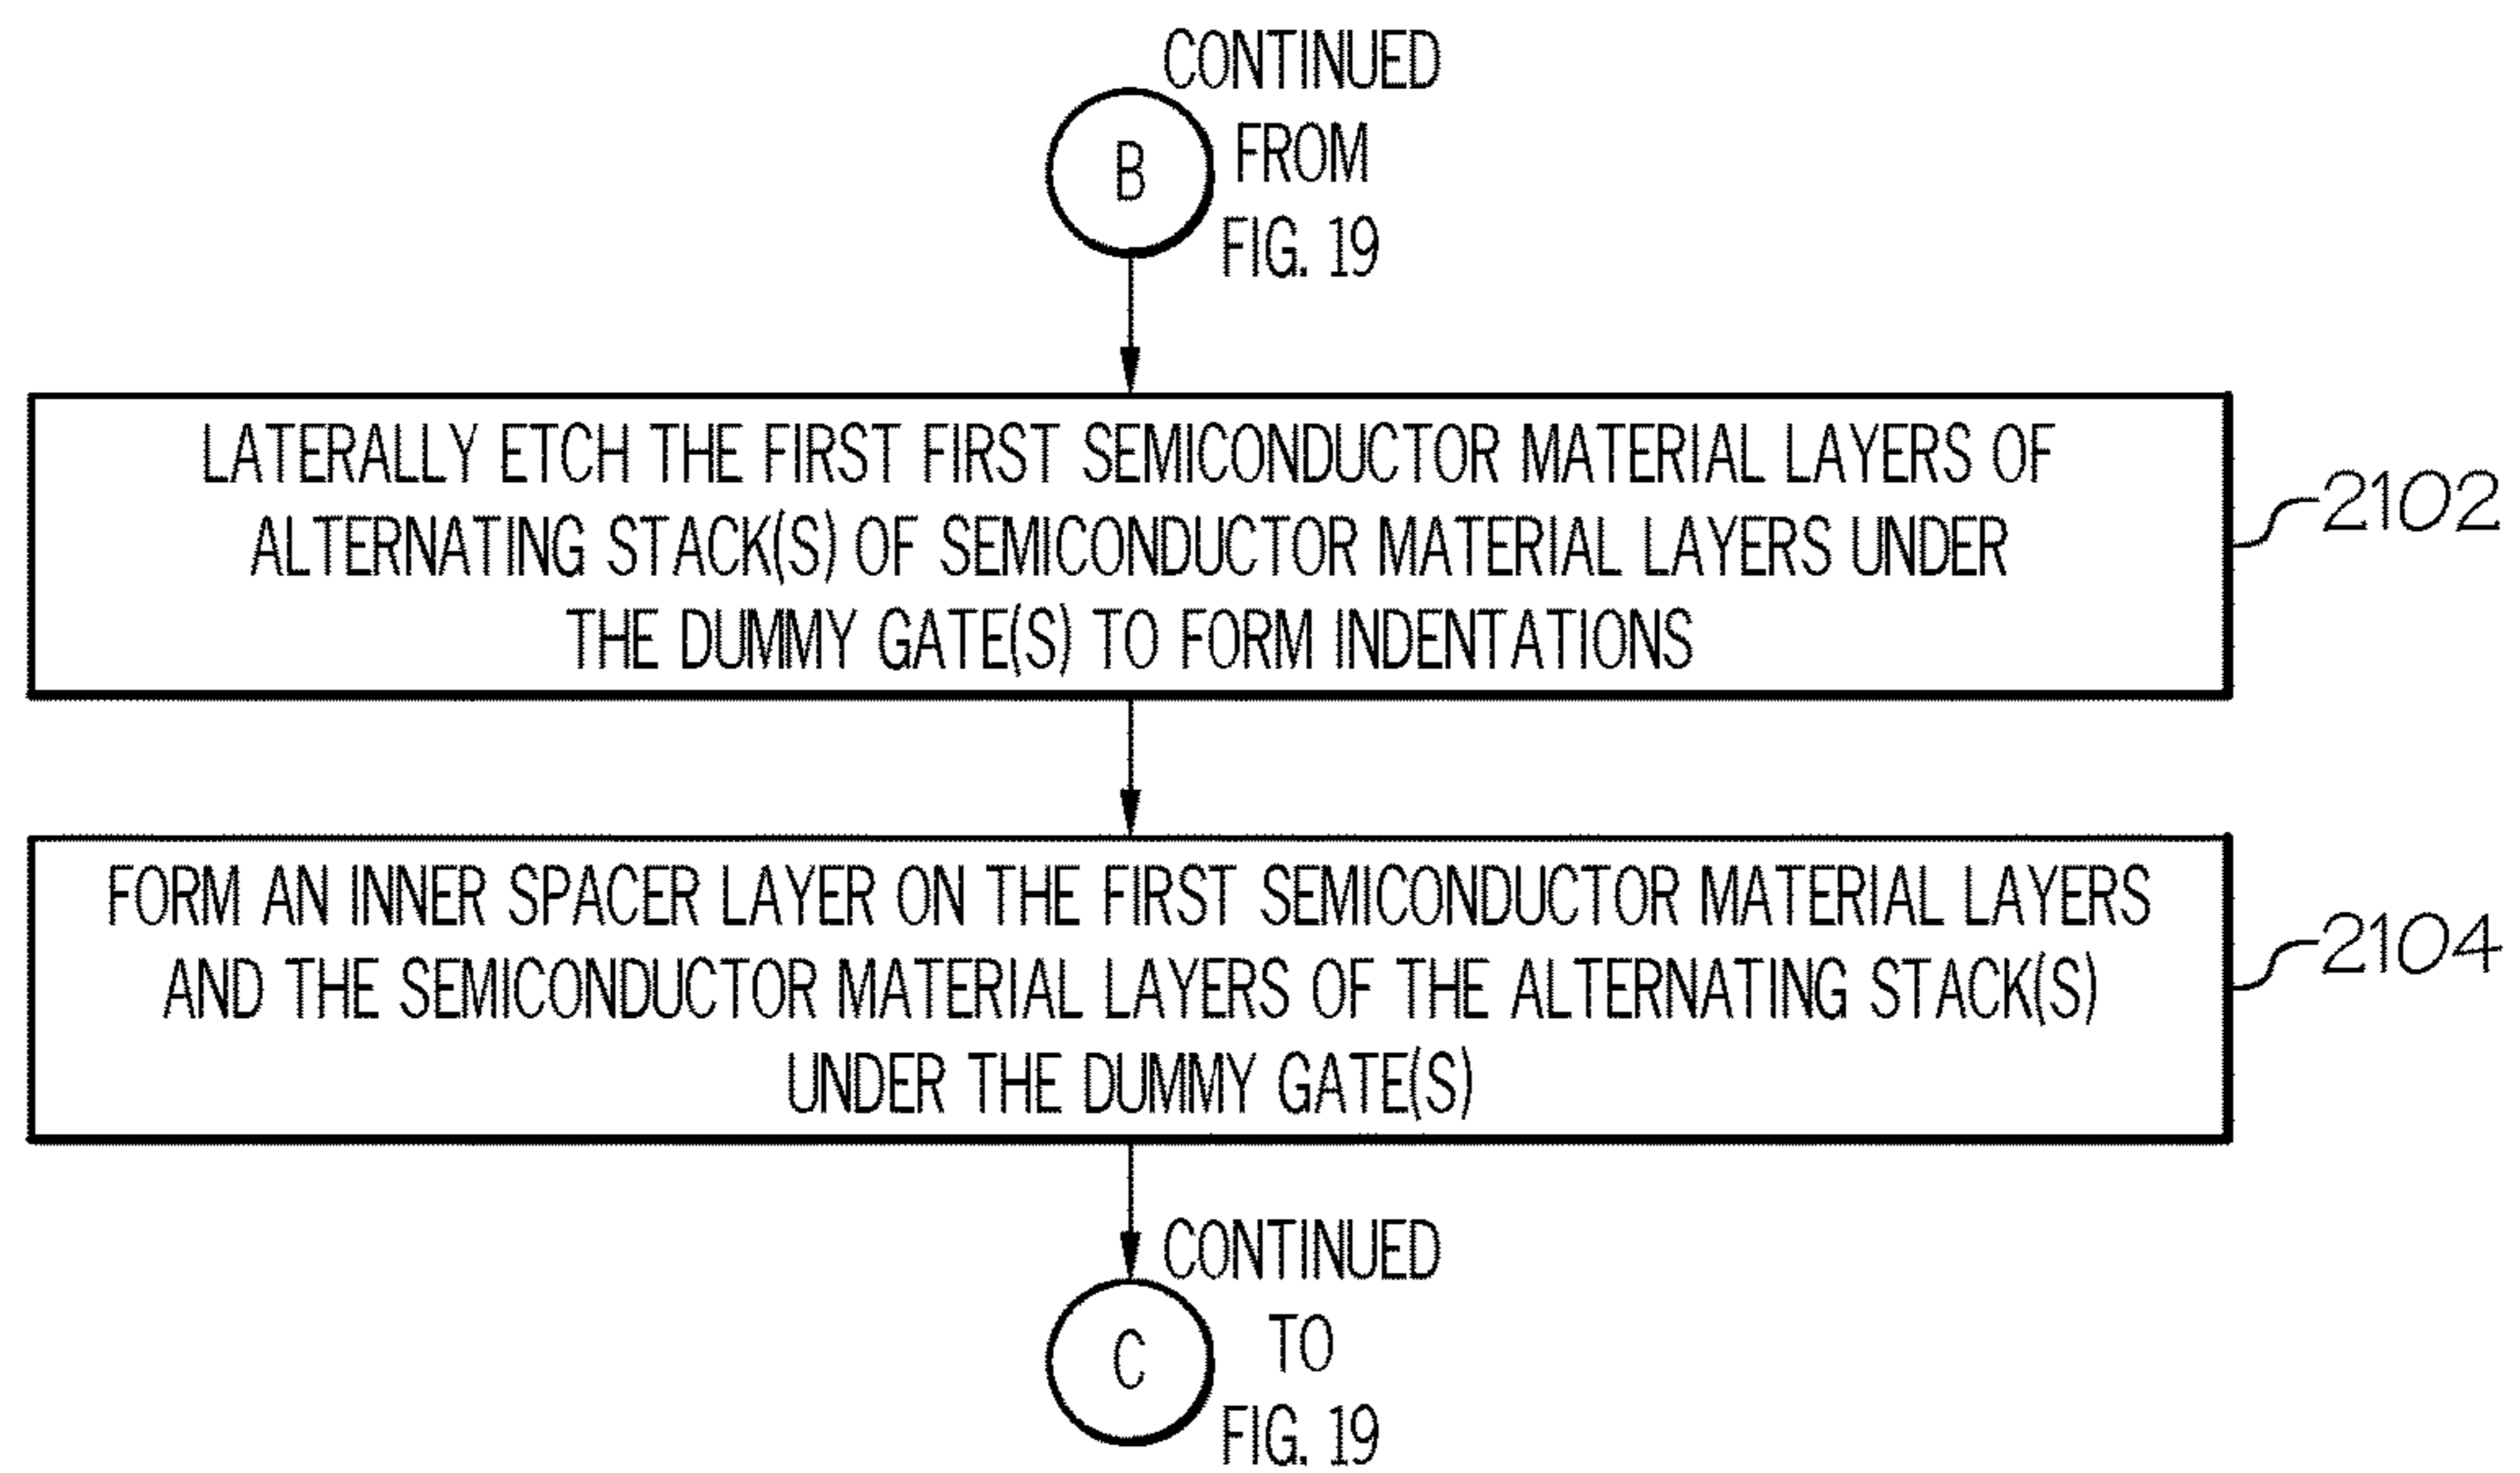 CONTINUED
FROM
FIG. 19
B
LATERALLY ETCH THE FIRST FIRST SEMICONDUCTOR MATERIAL LAYERS OF
ALTERNATING STACK(S) OF SEMICONDUCTOR MATERIAL LAYERS UNDER
THE DUMMY GATE(S) TO FORM INDENTATIONS
2102
FORM AN INNER SPACER LAYER ON THE FIRST SEMICONDUCTOR MATERIAL LAYERS
AND THE SEMICONDUCTOR MATERIAL LAYERS OF THE ALTERNATING STACK(S)
UNDER THE DUMMY GATE(S)
2104
CONTINUED
TO
FIG. 19
C